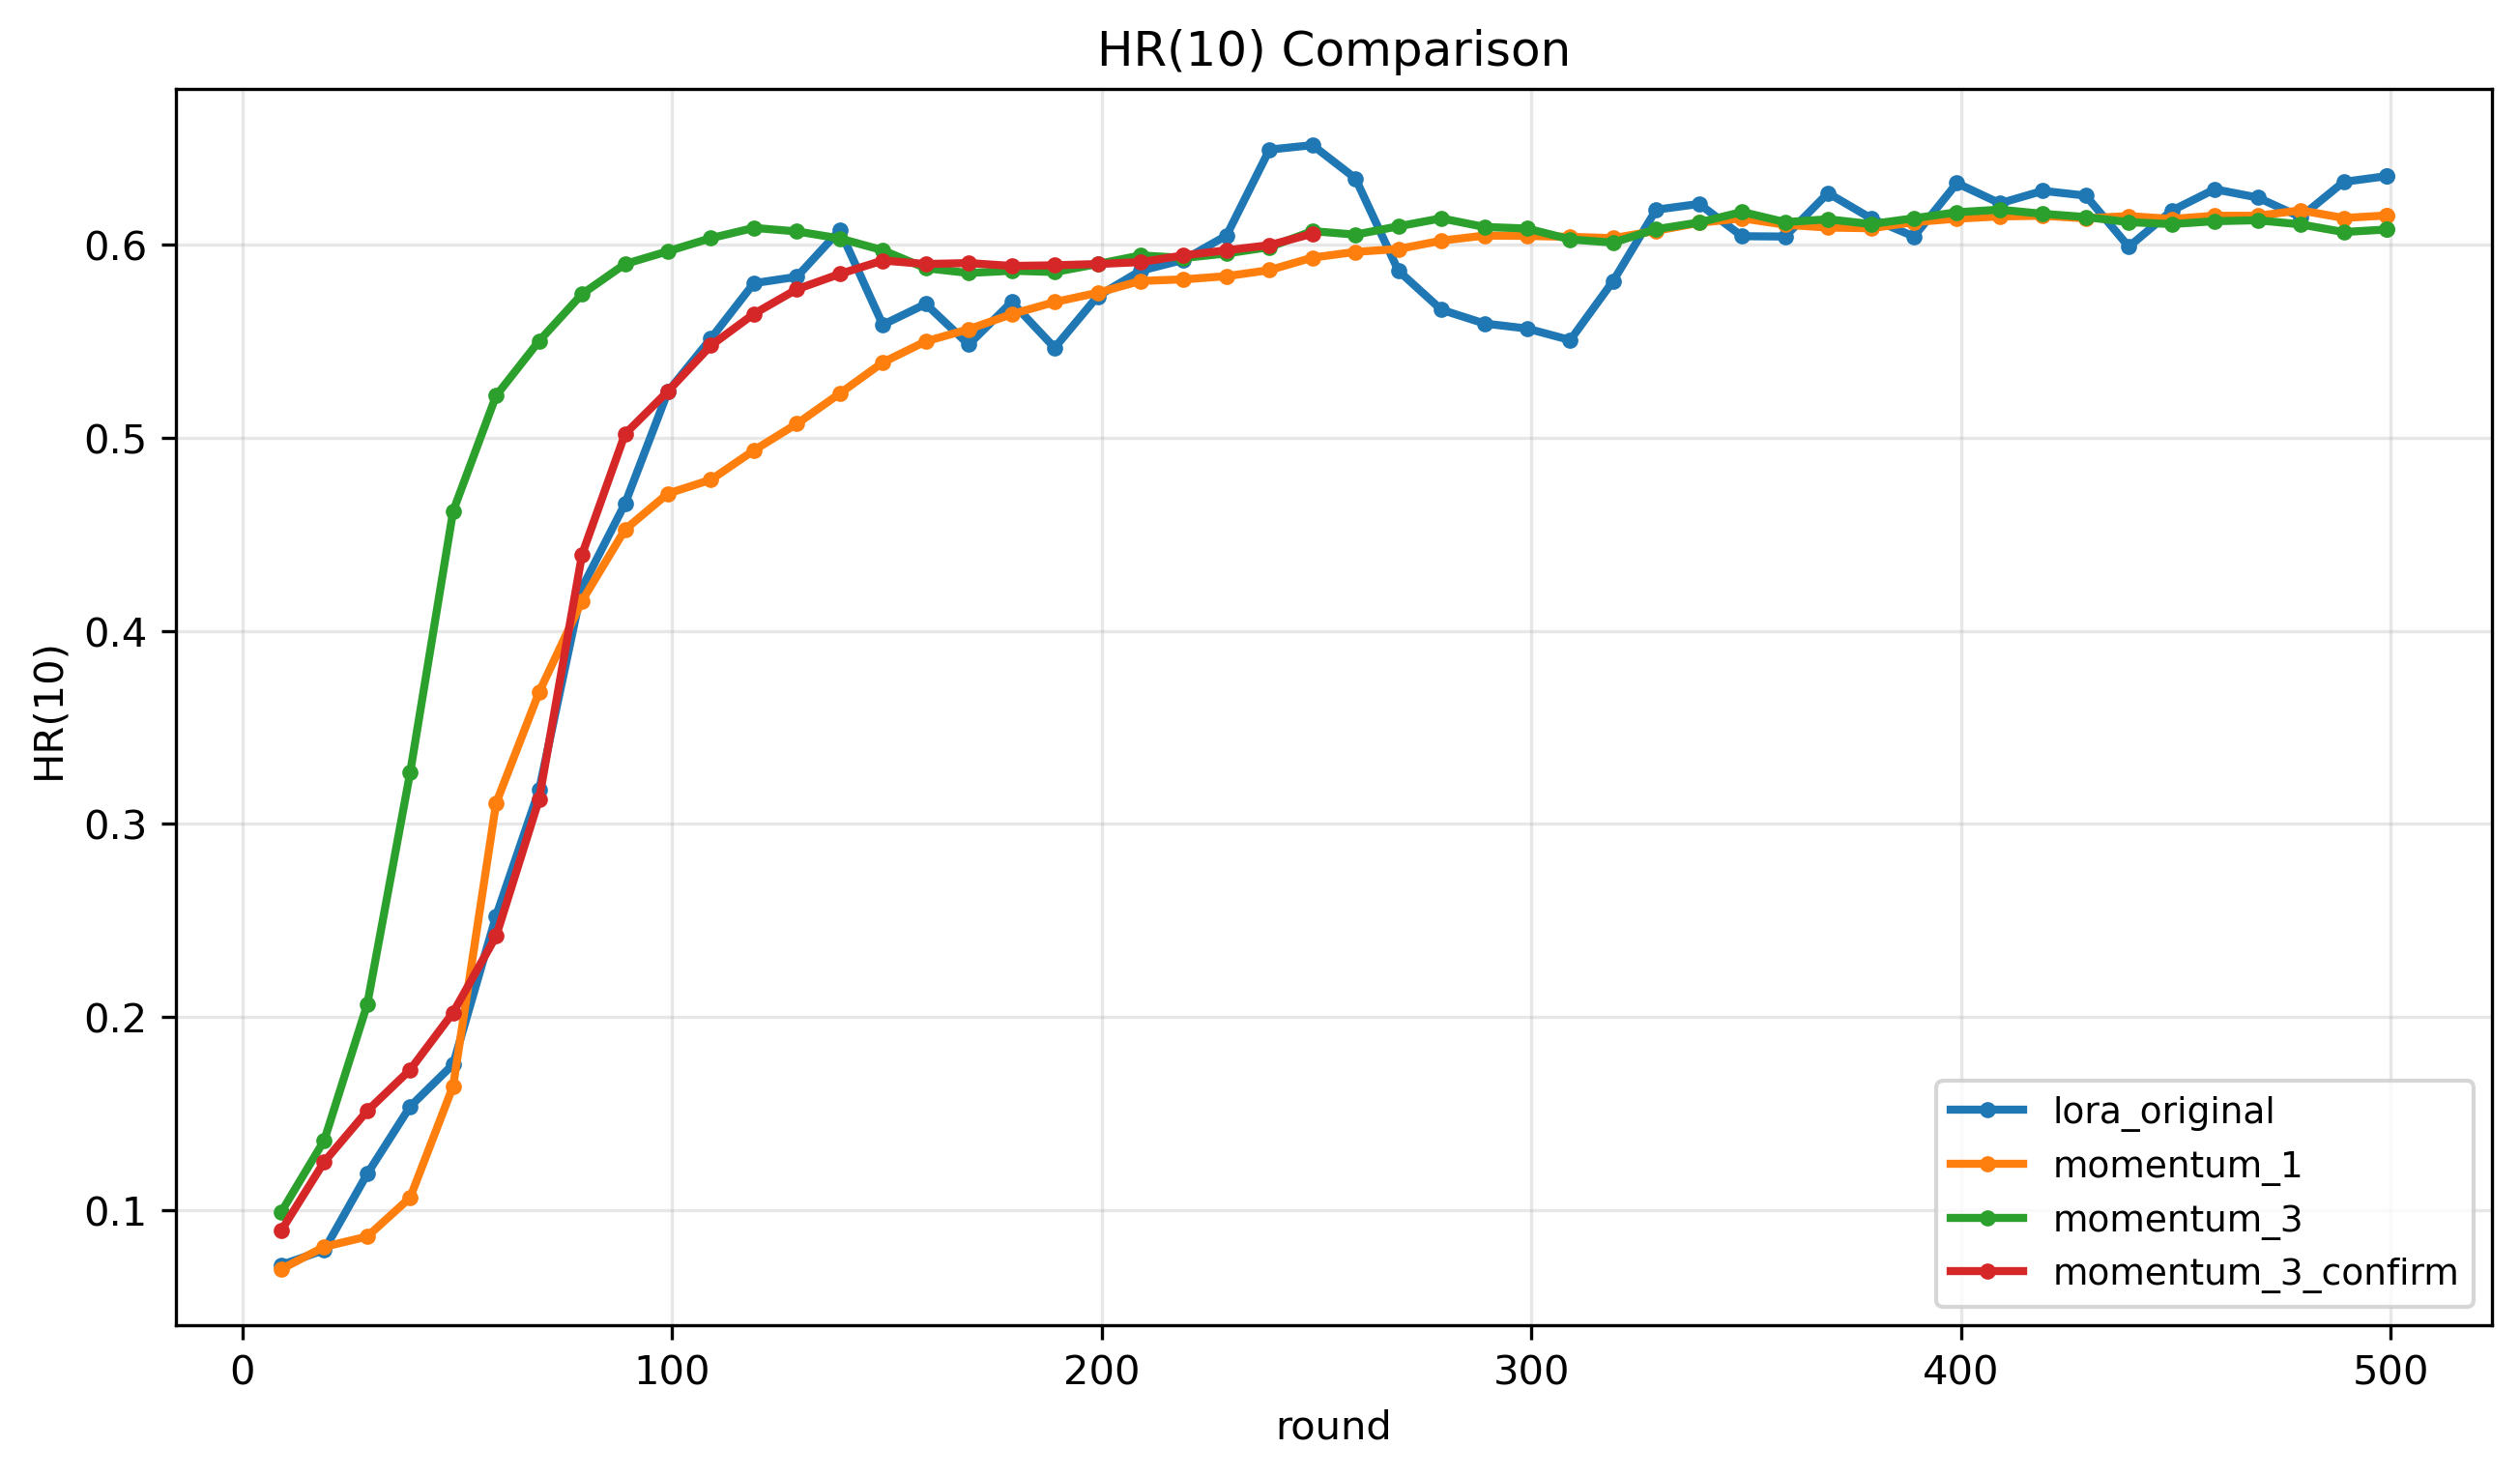 HR(10) Comparison
HR(10)
0.6
0.5
0.4
0.3
0.2
0.1
0 100 200 300 400 500
round
lora_original
momentum_1
momentum_3
momentum_3_confirm